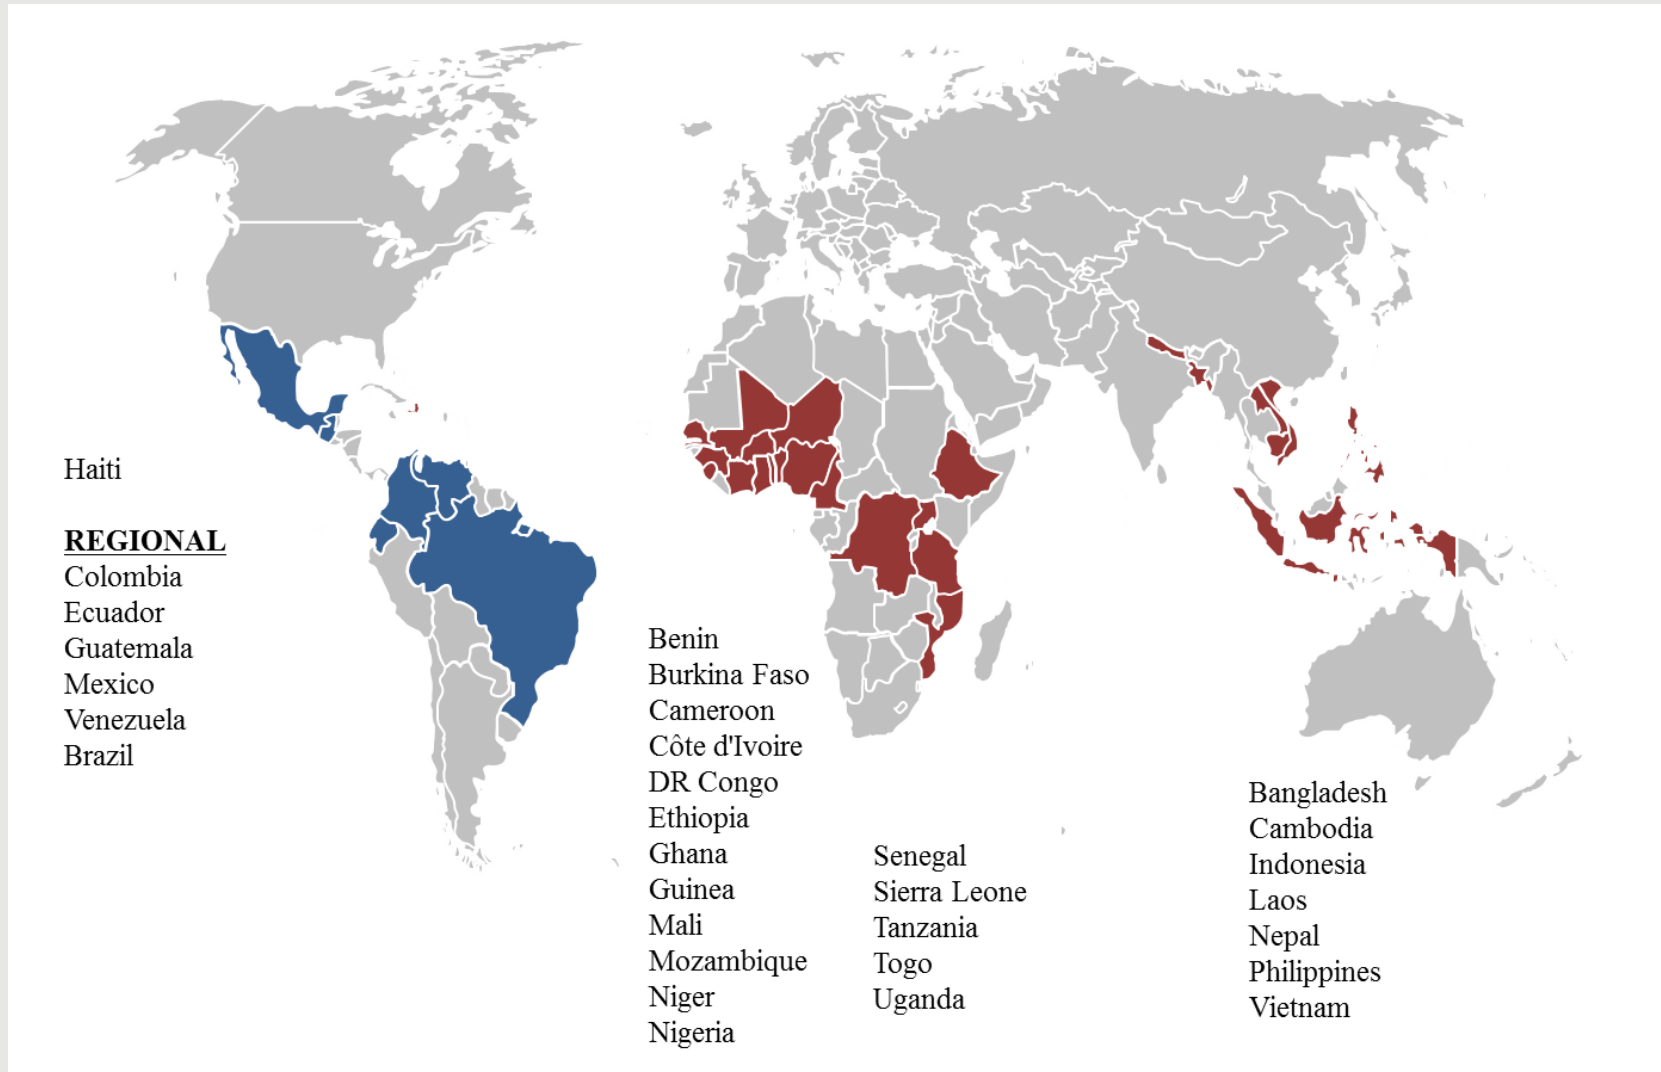 Haiti
REGIONAL
Colombia
Ecuador
Guatemala
Mexico
Venezuela
Brazil
Benin
Burkina Faso
Cameroon
Côte d'Ivoire
DR Congo
Ethiopia
Ghana
Guinea
Mali
Mozambique
Niger
Nigeria
Senegal
Sierra Leone
Tanzania
Togo
Uganda
Bangladesh
Cambodia
Indonesia
Laos
Nepal
Philippines
Vietnam